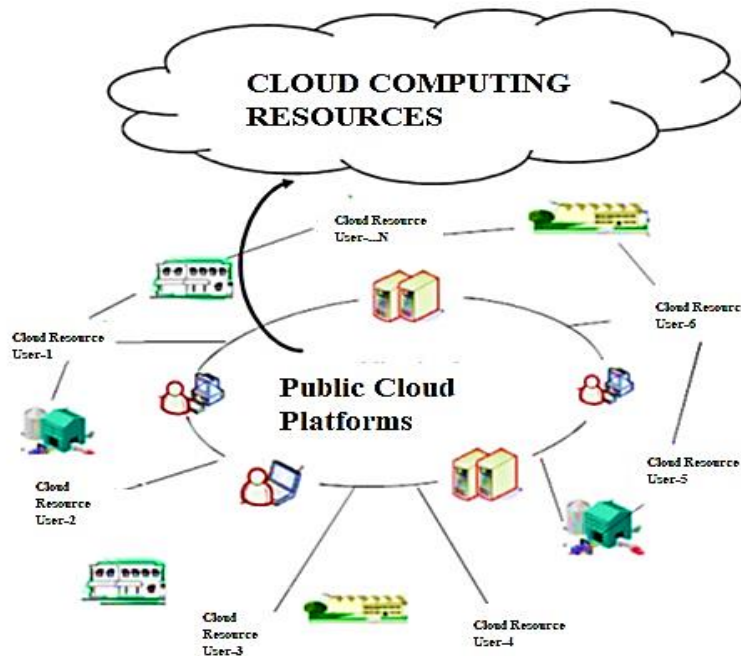 CLOUD COMPUTING
RESOURCES
Cloud Resource
User-...N
Cloud Resource
User-6
Cloud Resource
User-1
Public Cloud
Platforms
Cloud Resource
User-5
Cloud
Resource
User-2
Cloud
Resource
User-3
Cloud Resource
User-4